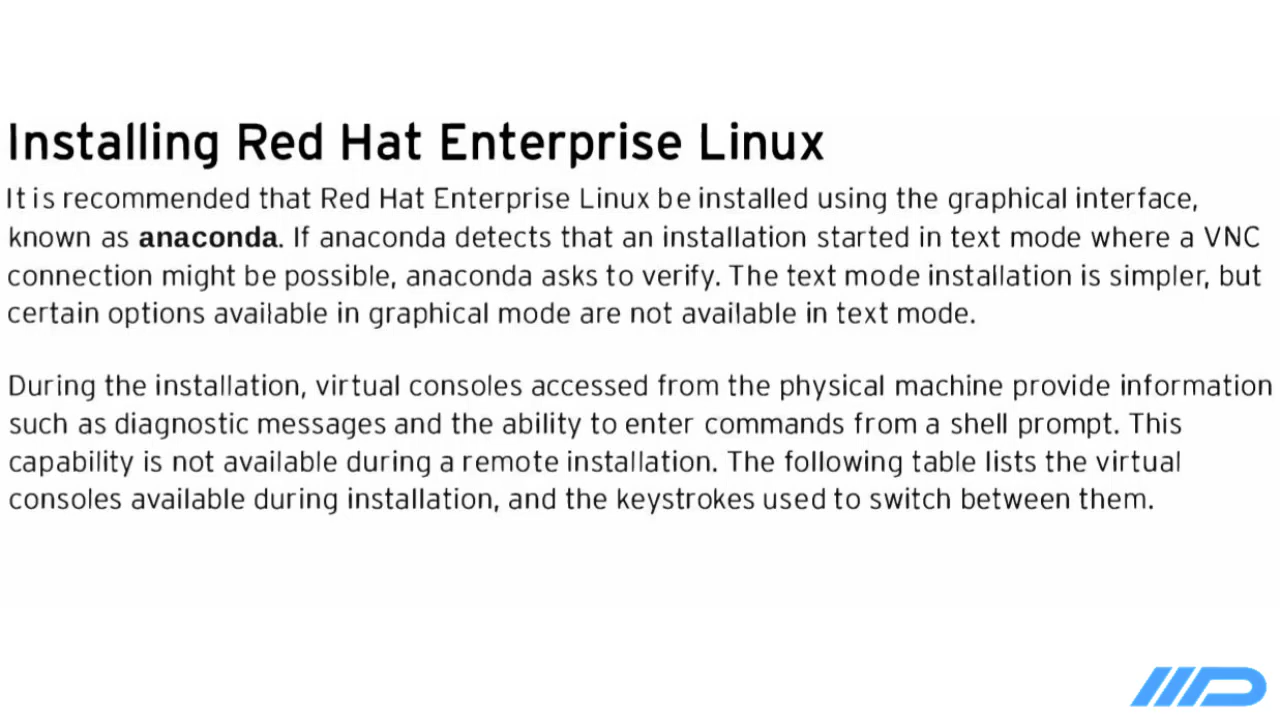 Installing Red Hat Enterprise Linux
It is recommended that Red Hat Enterprise Linux be installed using the graphical interface,
known as anaconda. If anaconda detects that an installation started in text mode where a VNC
connection might be possible, anaconda asks to verify. The text mode installation is simpler, but
certain options available in graphical mode are not available in text mode.
During the installation, virtual consoles accessed from the physical machine provide information
such as diagnostic messages and the ability to enter commands from a shell prompt. This
capability is not available during a remote installation. The following table lists the virtual
consoles available during installation, and the keystrokes used to switch between them.